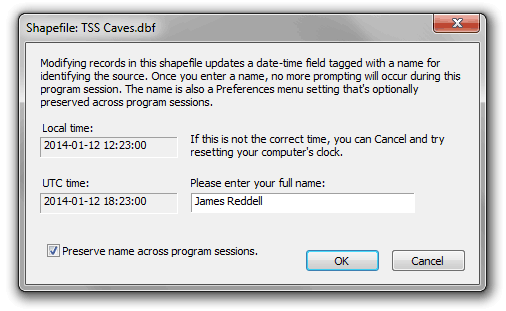 Shapefile: TSS Caves.dbf
Modifying records in this shapefile updates a date-time field tagged with a name for
identifying the source. Once you enter a name, no more prompting will occur during this
program session. The name is also a Preferences menu setting that's optionally
preserved across program sessions.
Local time:
2014-01-12 12:23:00
If this is not the correct time, you can Cancel and try
resetting your computer's clock.
UTC time:
2014-01-12 18:23:00
Please enter your full name:
James Reddell
Preserve name across program sessions.
OK
Cancel